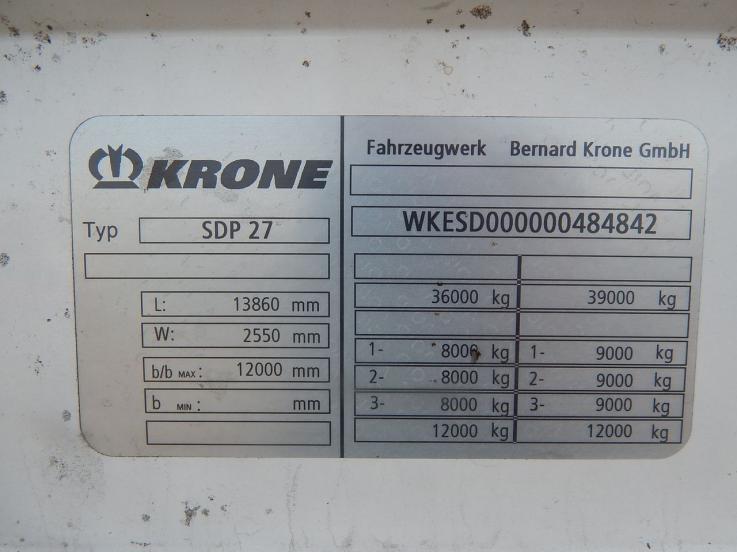 KRONE
Typ SDP 27
L: 13860 mm
W: 2550 mm
b/b MAX: 12000 mm
b MIN: mm
Fahrzeugwerk Bernard Krone GmbH
WKESD000000484842
36000 kg 39000 kg
1- 8000 kg 1- 9000 kg
2- 8000 kg 2- 9000 kg
3- 8000 kg 3- 9000 kg
12000 kg 12000 kg